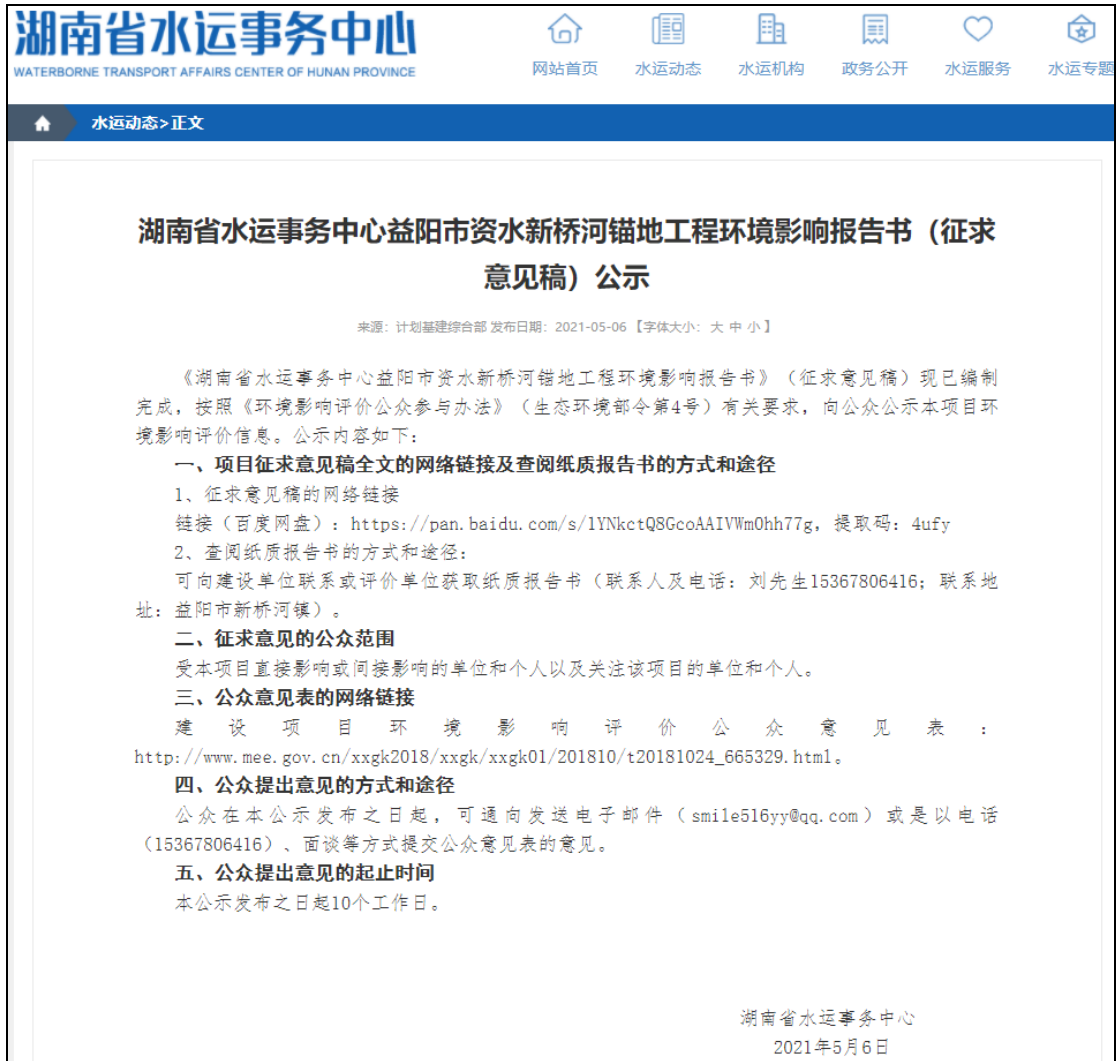 湖南省水运事务中心
WATERBORNE TRANSPORT AFFAIRS CENTER OF HUNAN PROVINCE
网站首页 水运动态 水运机构 政务公开 水运服务 水运专题
水运动态>正文
湖南省水运事务中心益阳市资水新桥河锚地工程环境影响报告书（征求
意见稿）公示
来源：计划基建综合部 发布日期：2021-05-06【字体大小：大 中 小】
《湖南省水运事务中心益阳市资水新桥河锚地工程环境影响报告书》（征求意见稿）现已编制
完成，按照《环境影响评价公众参与办法》（生态环境部令第4号）有关要求，向公众公示本项目环
境影响评价信息。公示内容如下：
一、项目征求意见稿全文的网络链接及查阅纸质报告书的方式和途径
1、征求意见稿的网络链接
链接（百度网盘）：https://pan.baidu.com/s/1YNkctQ8GcoAAIVWmOhh77g，提取码：4ufy
2、查阅纸质报告书的方式和途径：
可向建设单位联系或评价单位获取纸质报告书（联系人及电话：刘先生15367806416；联系地
址：益阳市新桥河镇）。
二、征求意见的公众范围
受本项目直接影响或间接影响的单位和个人以及关注该项目的单位和个人。
三、公众意见表的网络链接
建设项目环境影响评价公众意见表：
http://www.mee.gov.cn/xxgk2018/xxgk/xxgk01/201810/t20181024_665329.html。
四、公众提出意见的方式和途径
公众在本公示发布之日起，可通向发送电子邮件（smile516yy@qq.com）或是以电话
（15367806416）、面谈等方式提交公众意见表的意见。
五、公众提出意见的起止时间
本公示发布之日起10个工作日。
湖南省水运事务中心
2021年5月6日